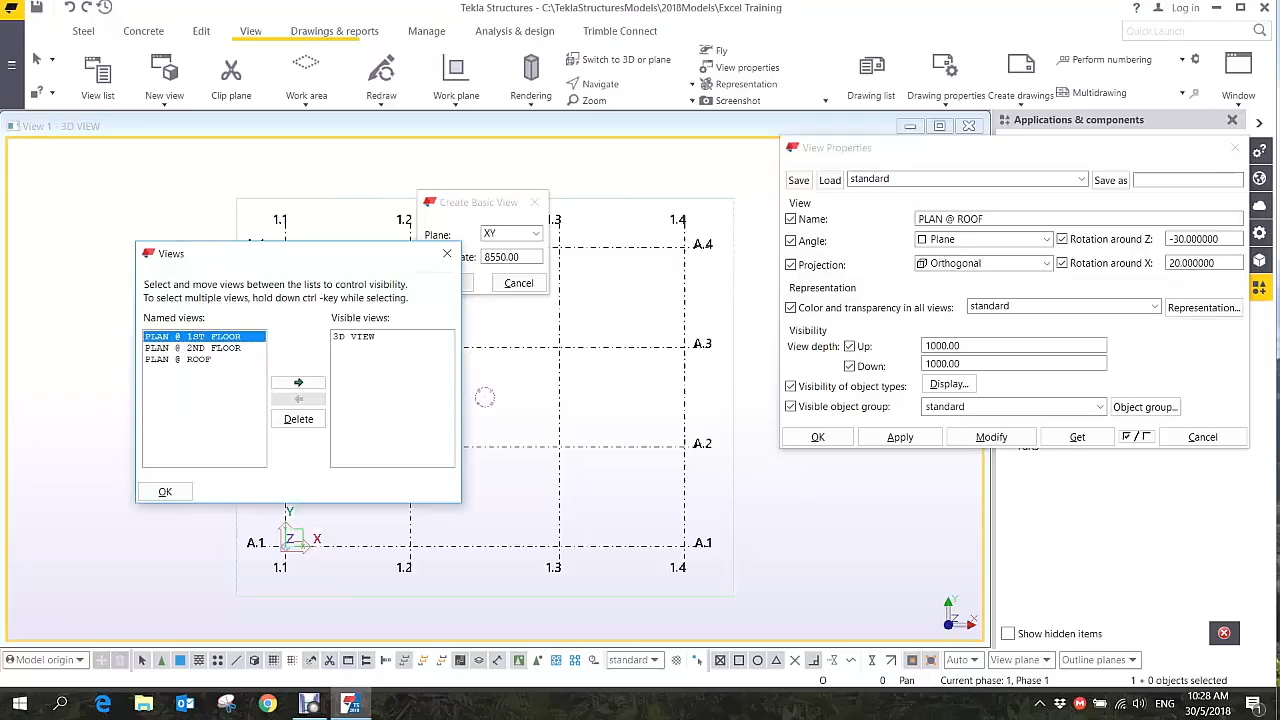 Tekla Structures - C:\TeklaStructuresModels\2018Models\Excel Training
Log in
Steel Concrete Edit View Drawings & reports Manage Analysis & design Trimble Connect
Quick Launch
View list
New view
Clip plane
Work area
Redraw
Work plane
Rendering
Switch to 3D or plane
Navigate
Zoom
Fly
View properties
Representation
Screenshot
Drawing list
Drawing properties
Create drawings
Perform numbering
Multidrawing
Window
View 1 - 3D VIEW
Applications & components
View Properties
Save Load standard Save as
View
Name: PLAN @ ROOF
Angle: Plane Rotation around Z: -30.000000
Projection: Orthogonal Rotation around X: 20.000000
Representation
Color and transparency in all views: standard Representation...
Visibility
View depth: Up: 1000.00
Down: 1000.00
Visibility of object types: Display...
Visible object group: standard Object group...
OK Apply Modify Get Cancel
Create Basic View
Plane: XY
ate: 8550.00
Cancel
Views
Select and move views between the lists to control visibility.
To select multiple views, hold down ctrl -key while selecting.
Named views: Visible views:
PLAN @ 1ST FLOOR
PLAN @ 2ND FLOOR
PLAN @ ROOF
3D VIEW
Delete
OK
1.1 1.2 1.3 1.4
A.4
A.3
A.2
A.1 A.1
1.1 1.2 1.3 1.4
Y
Z X
Y
Z X
Show hidden items
Model origin standard Auto View plane Outline planes
O 0 Pan Current phase: 1, Phase 1 1 + 0 objects selected
ENG
10:28 AM
30/5/2018